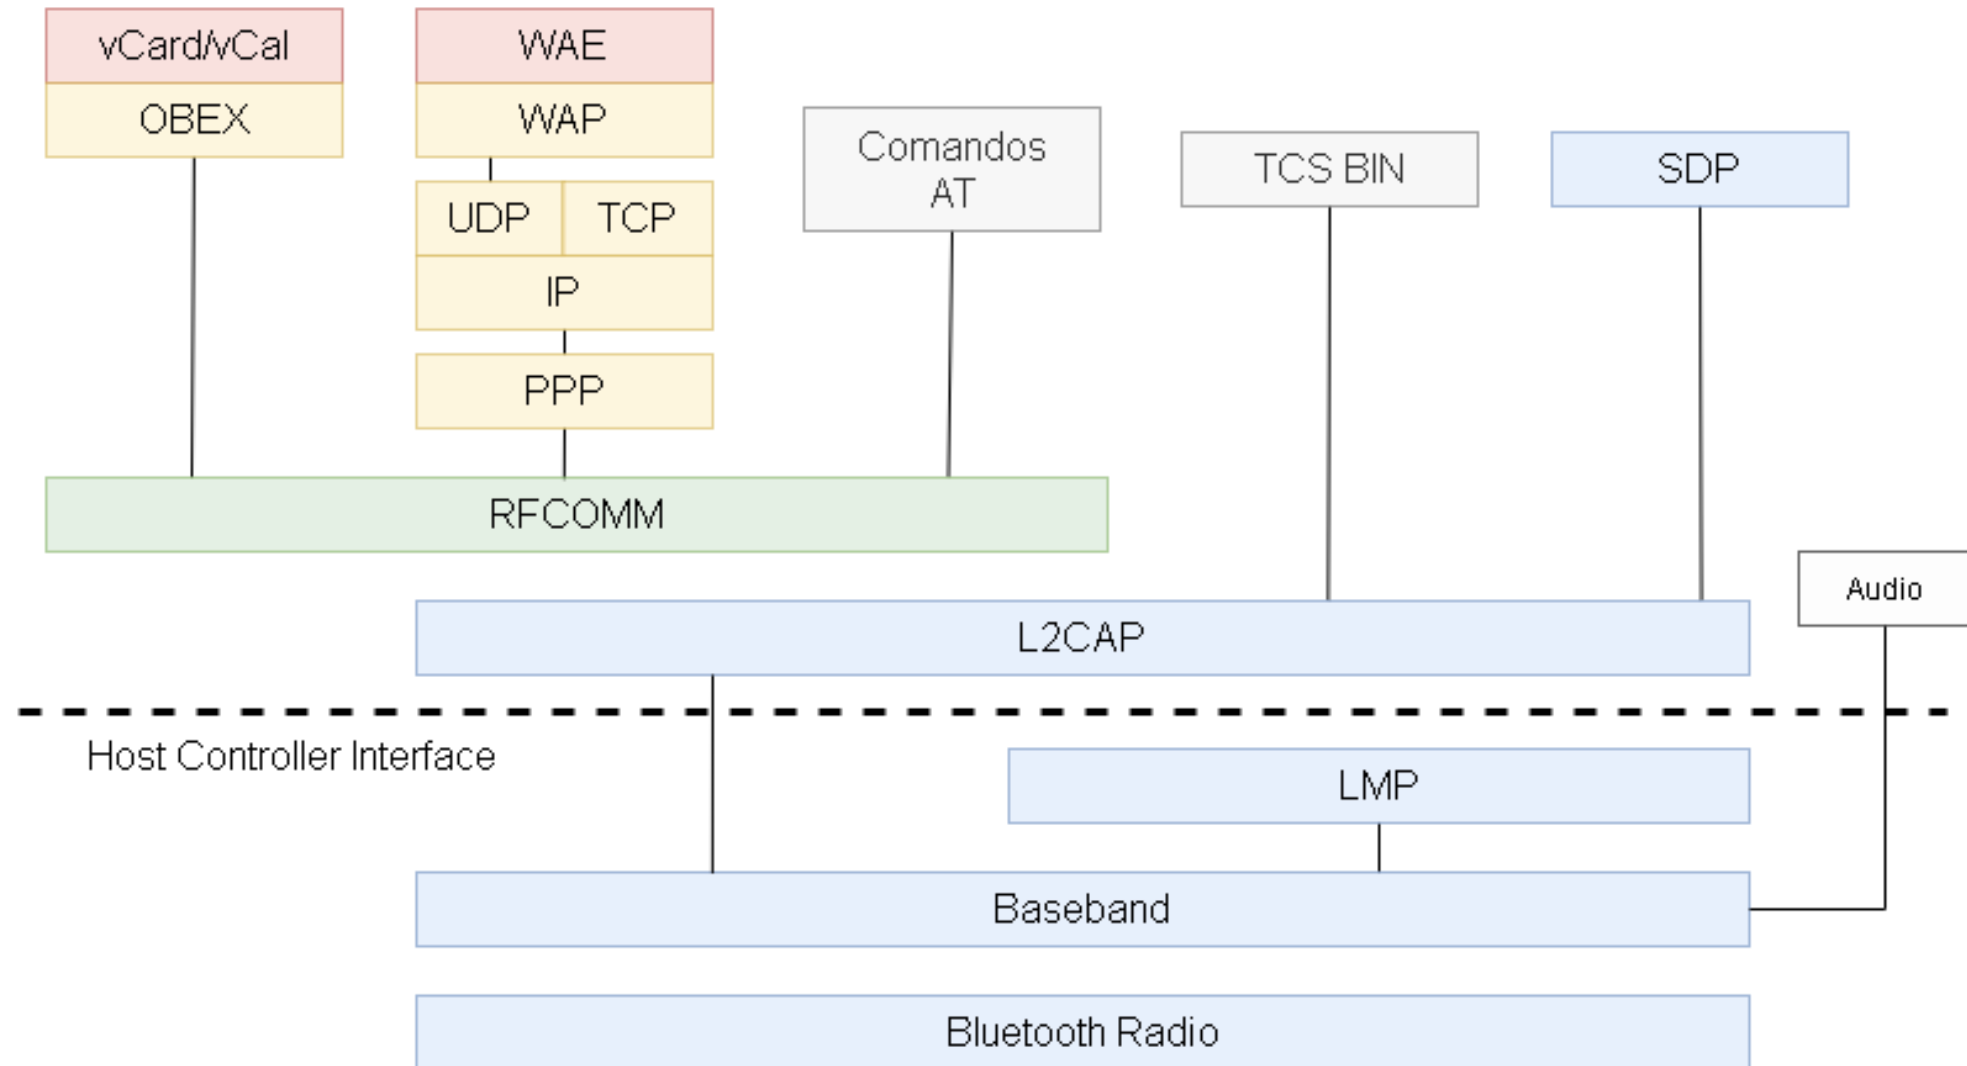 vCard/vCal
OBEX
WAE
WAP
UDP
TCP
IP
PPP
Comandos
AT
TCS BIN
SDP
RFCOMM
Audio
L2CAP
Host Controller Interface
LMP
Baseband
Bluetooth Radio